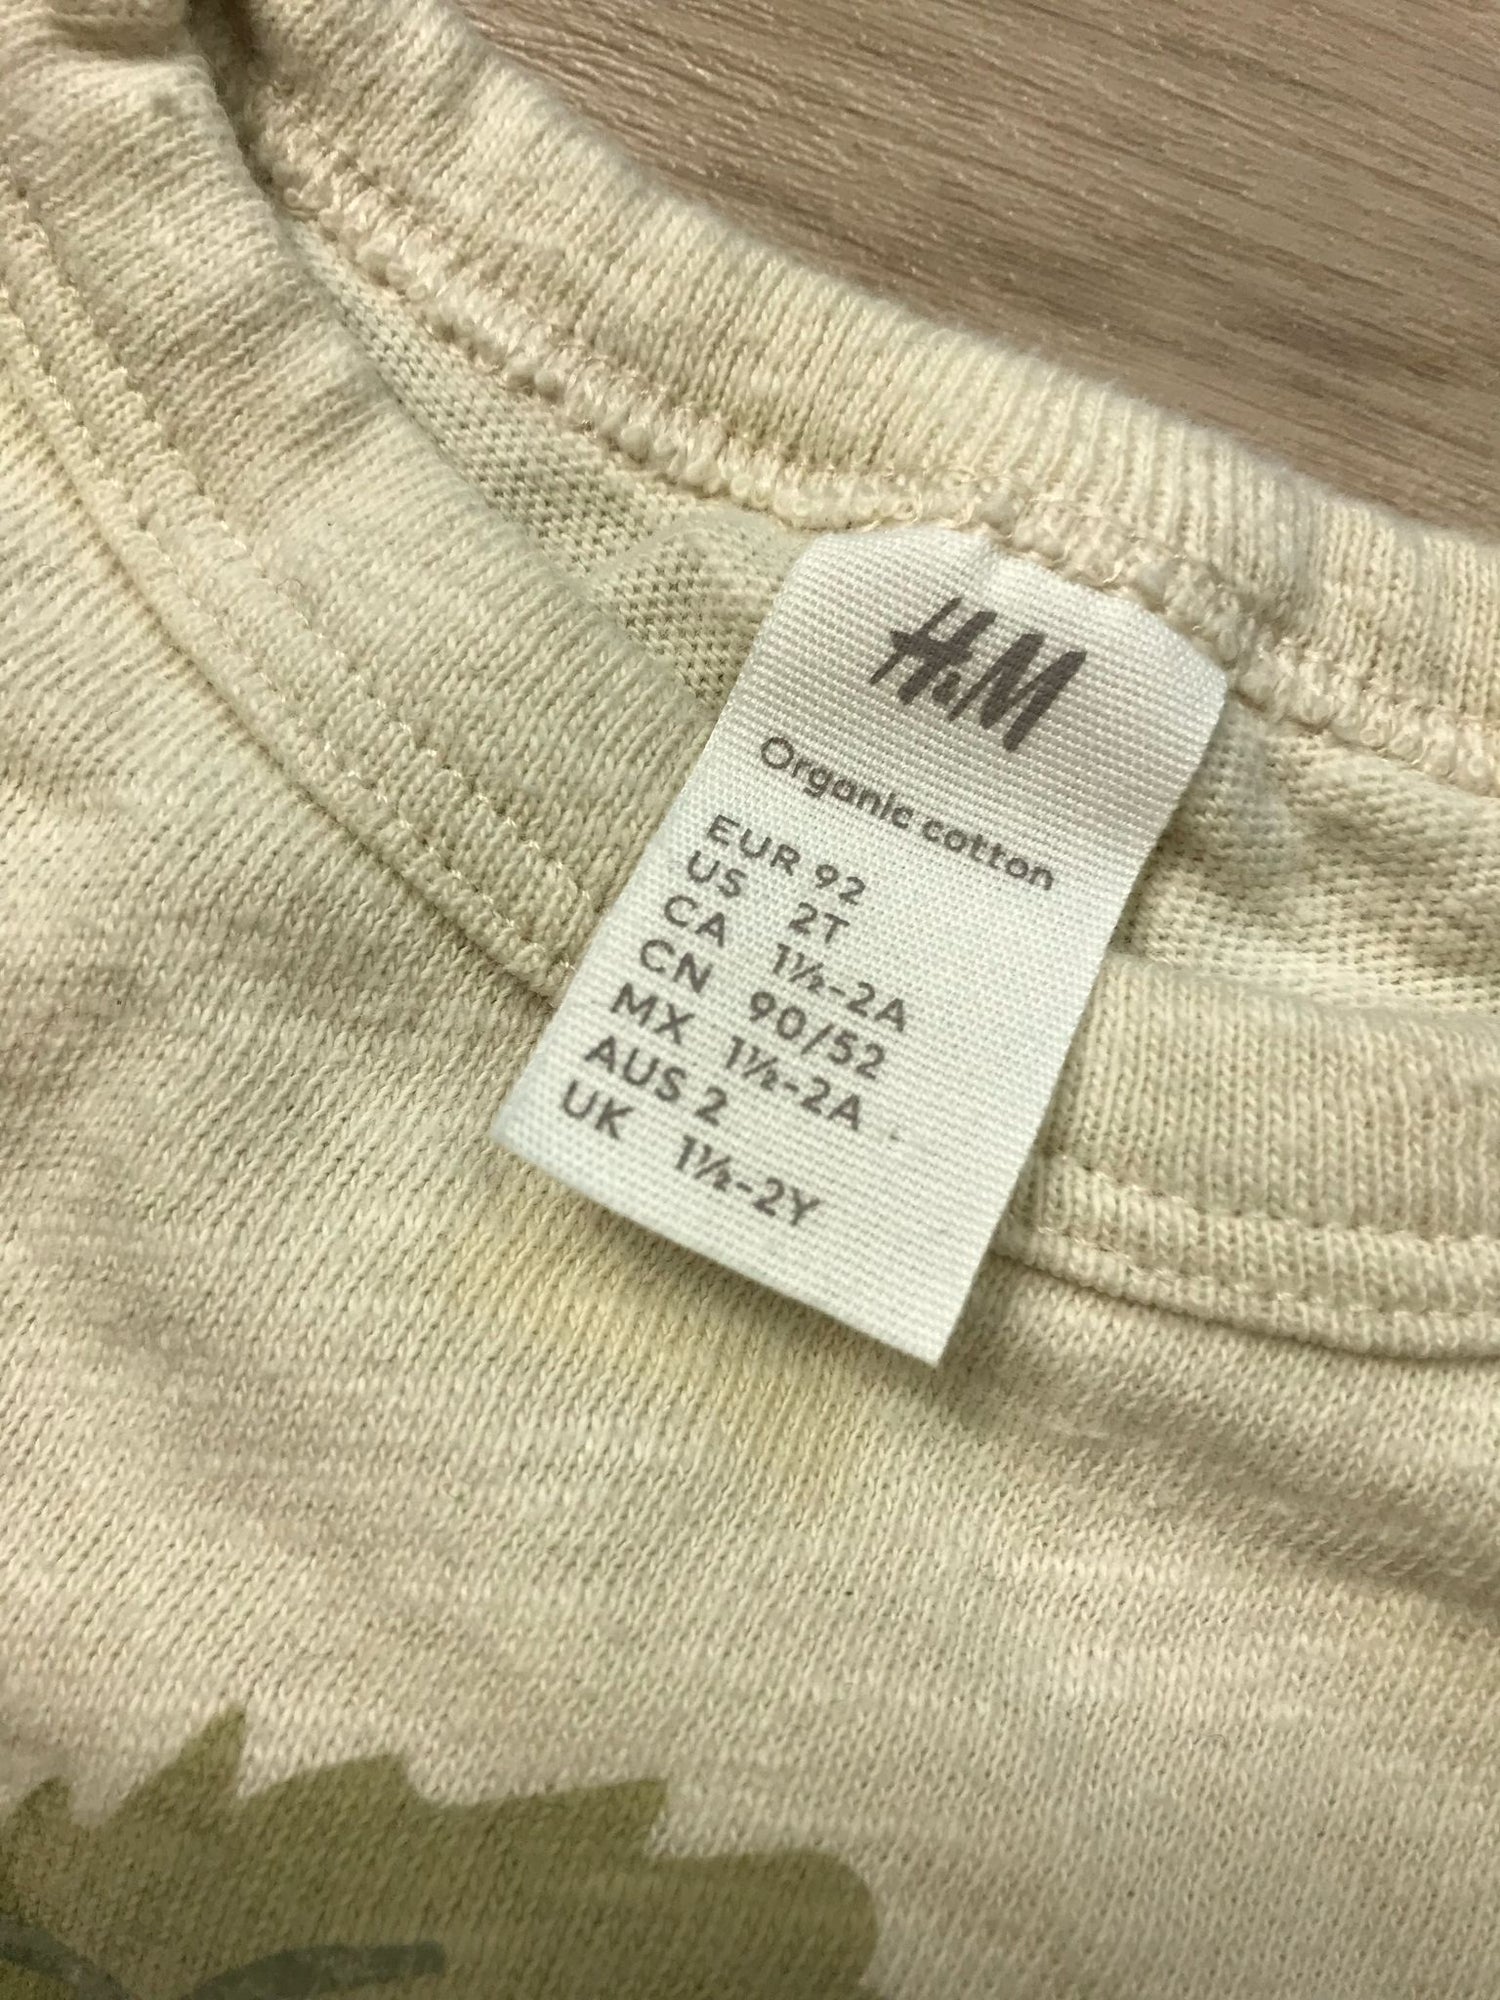 H&M
Organic cotton
EUR 92
US 2T
CA 1½-2A
CN 90/52
MX 1½-2A
AUS 2
UK 1½-2Y